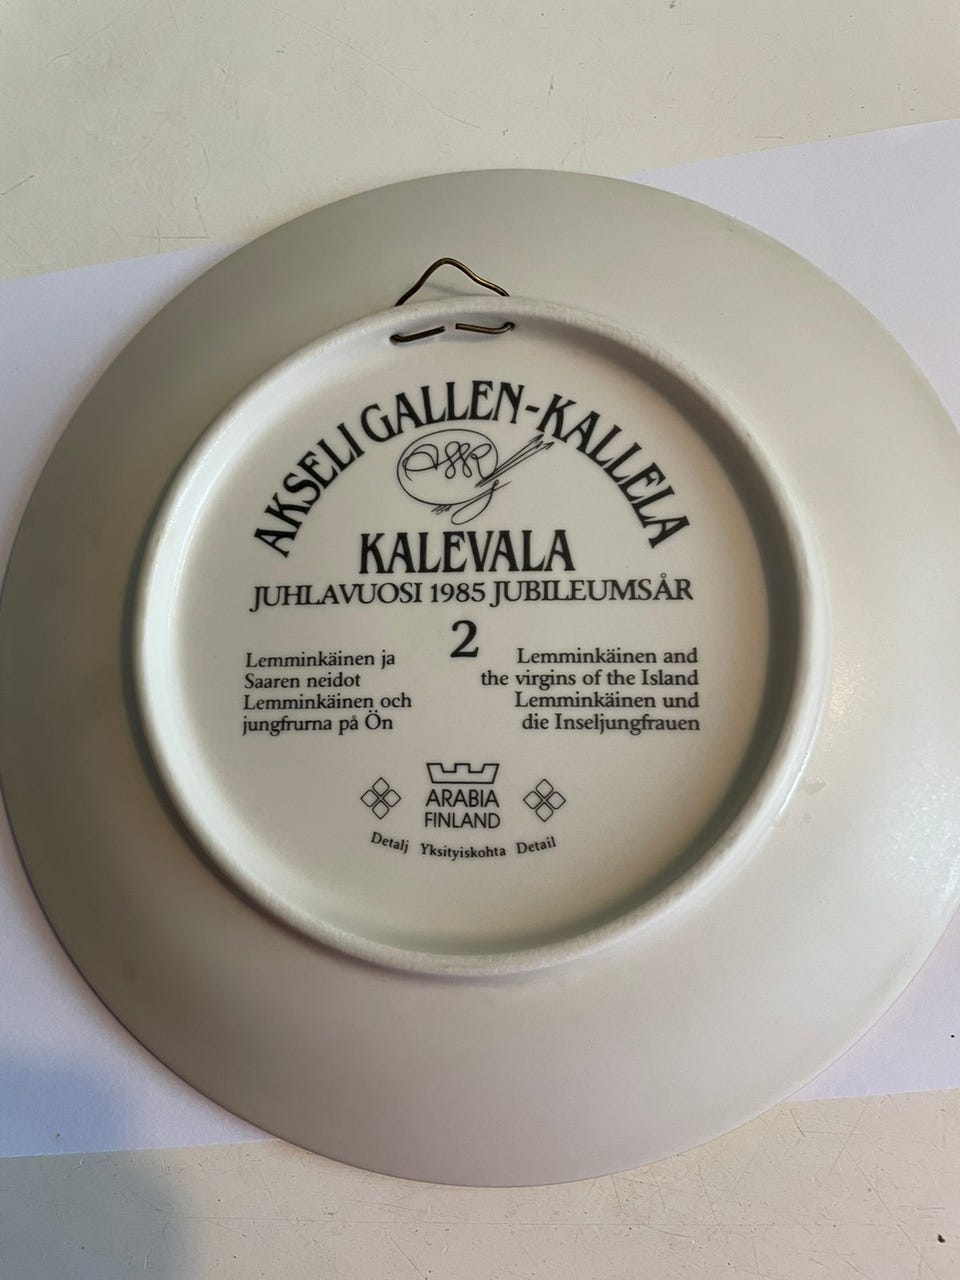 AKSELI GALLEN-KALLELA
KALEVALA
JUHLAVUOSI 1985 JUBILEUMSÅR
2
Lemminkäinen ja
Saaren neidot
Lemminkäinen och
jungfrurna på Ön
Lemminkäinen and
the virgins of the Island
Lemminkäinen und
die Inseljungfrauen
ARABIA
FINLAND
Detalj Yksityiskohta Detail